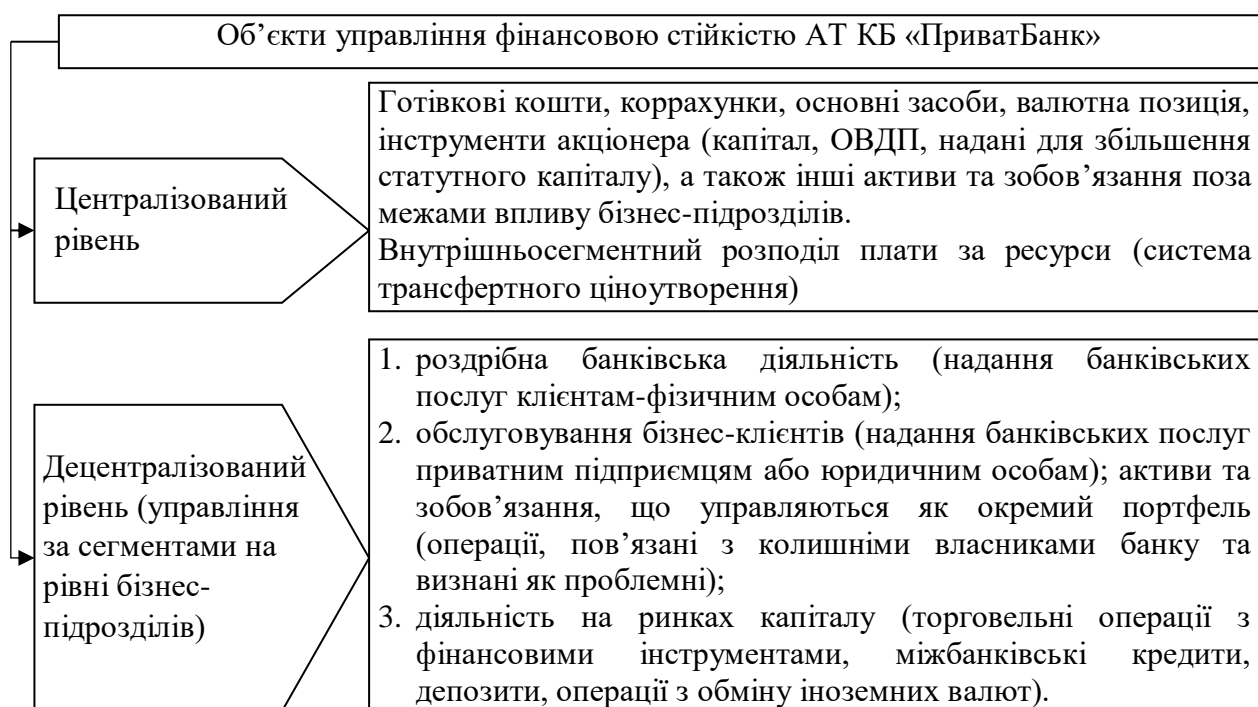 Об’єкти управління фінансовою стійкістю АТ КБ «ПриватБанк»
Централізований
рівень
Готівкові кошти, коррахунки, основні засоби, валютна позиція,
інструменти акціонера (капітал, ОВДП, надані для збільшення
статутного капіталу), а також інші активи та зобов’язання поза
межами впливу бізнес-підрозділів.
Внутрішньосегментний розподіл плати за ресурси (система
трансфертного ціноутворення)
Децентралізований
рівень (управління
за сегментами на
рівні бізнес-
підрозділів)
1. роздрібна банківська діяльність (надання банківських
послуг клієнтам-фізичним особам);
2. обслуговування бізнес-клієнтів (надання банківських послуг
приватним підприємцям або юридичним особам); активи та
зобов’язання, що управляються як окремий портфель
(операції, пов’язані з колишніми власниками банку та
визнані як проблемні);
3. діяльність на ринках капіталу (торговельні операції з
фінансовими інструментами, міжбанківські кредити,
депозити, операції з обміну іноземних валют).